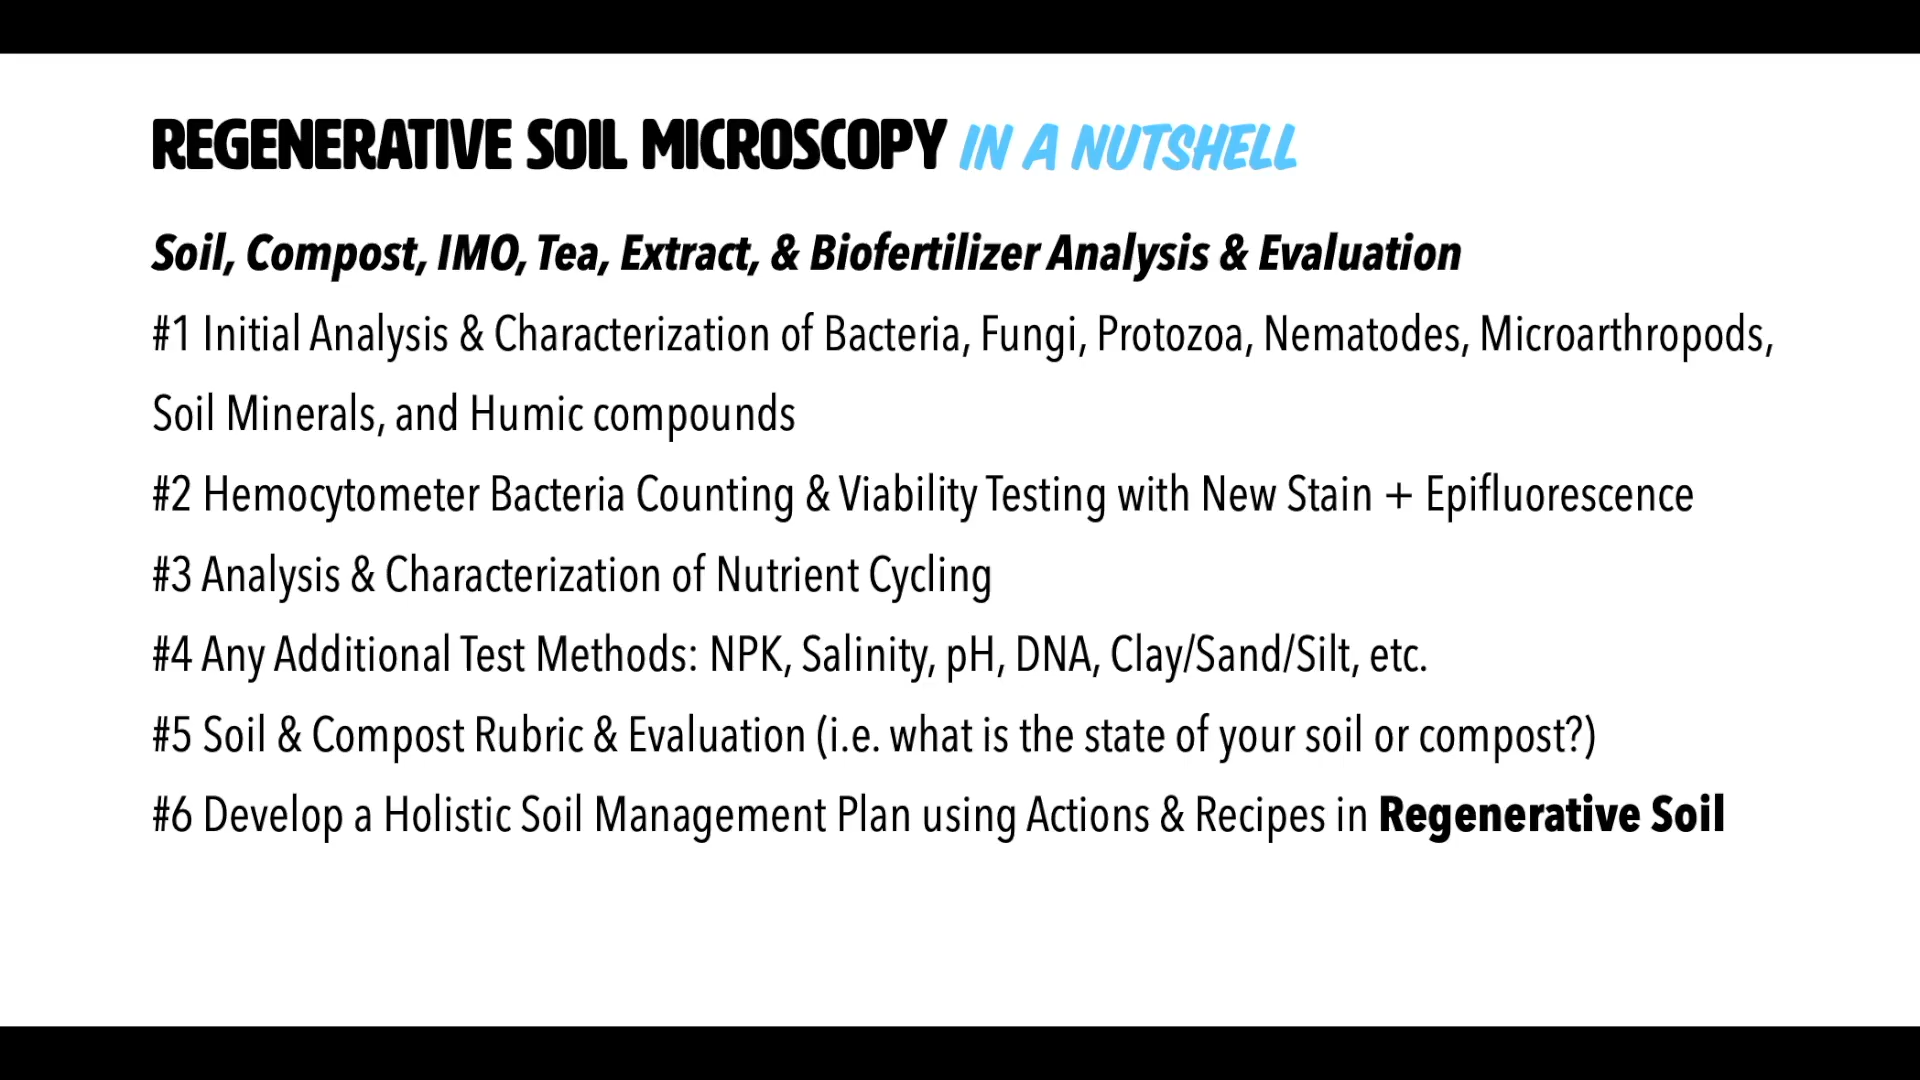 REGENERATIVE SOIL MICROSCOPY IN A NUTSHELL
Soil, Compost, IMO, Tea, Extract, & Biofertilizer Analysis & Evaluation
#1 Initial Analysis & Characterization of Bacteria, Fungi, Protozoa, Nematodes, Microarthropods,
Soil Minerals, and Humic compounds
#2 Hemocytometer Bacteria Counting & Viability Testing with New Stain + Epifluorescence
#3 Analysis & Characterization of Nutrient Cycling
#4 Any Additional Test Methods: NPK, Salinity, pH, DNA, Clay/Sand/Silt, etc.
#5 Soil & Compost Rubric & Evaluation (i.e. what is the state of your soil or compost?)
#6 Develop a Holistic Soil Management Plan using Actions & Recipes in Regenerative Soil